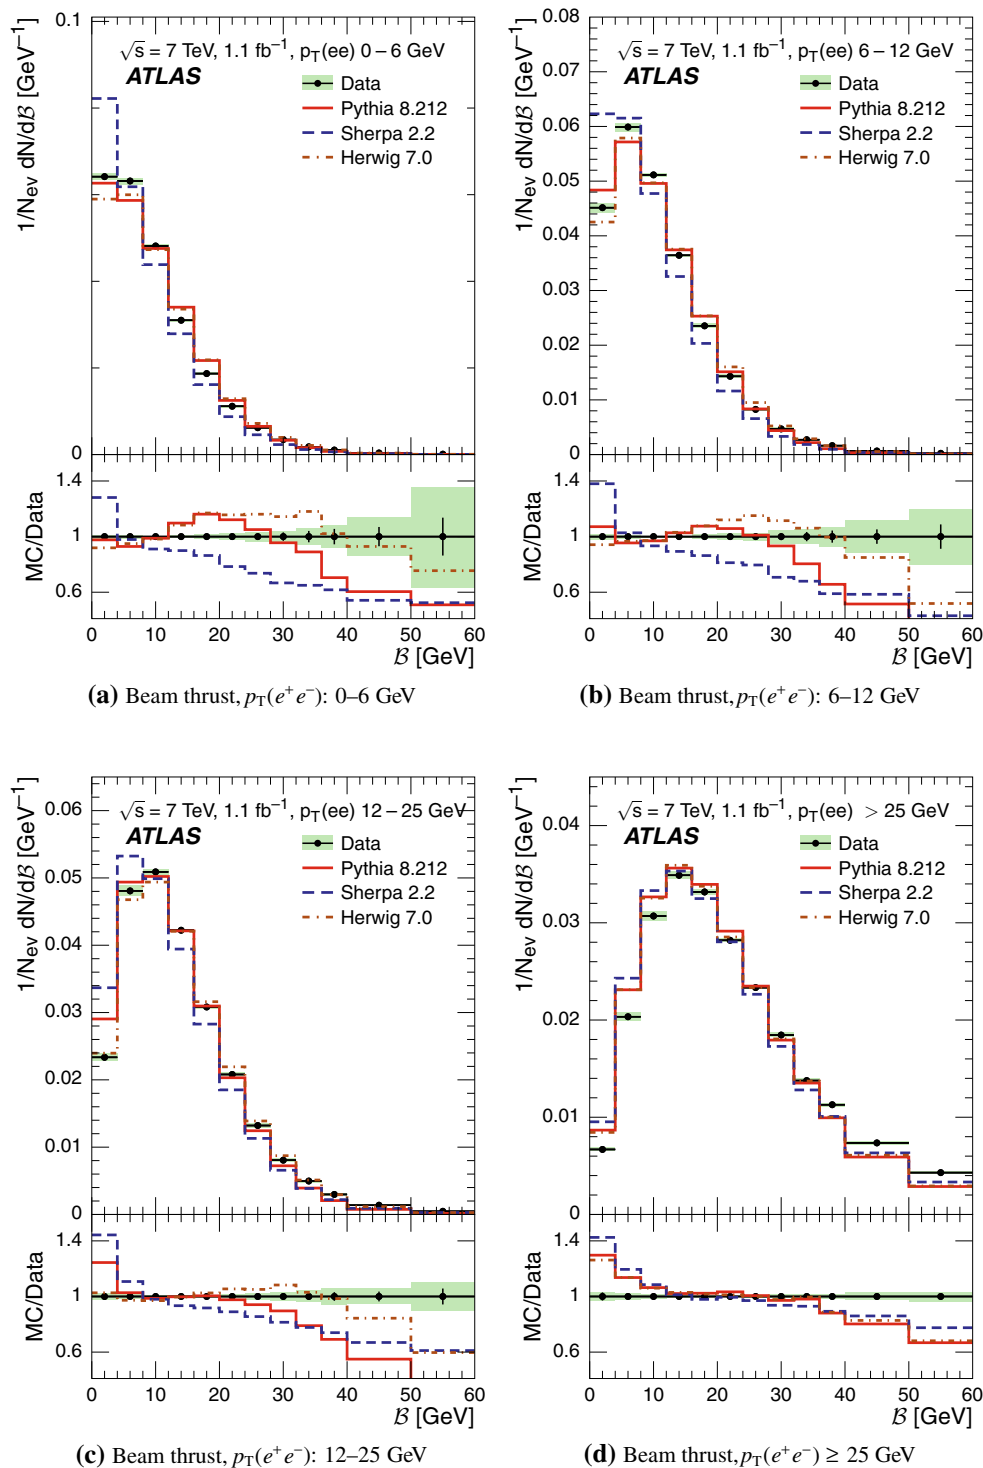 √s = 7 TeV, 1.1 fb⁻¹, pT(ee) 0 – 6 GeV
ATLAS
Data
Pythia 8.212
Sherpa 2.2
Herwig 7.0
1/Nev dN/dℬ [GeV⁻¹]
0.1
0
MC/Data
1.4
1
0.6
0 10 20 30 40 50 60
ℬ [GeV]
(a) Beam thrust, pT(e⁺e⁻): 0–6 GeV
√s = 7 TeV, 1.1 fb⁻¹, pT(ee) 6 – 12 GeV
ATLAS
Data
Pythia 8.212
Sherpa 2.2
Herwig 7.0
1/Nev dN/dℬ [GeV⁻¹]
0.08
0.07
0.06
0.05
0.04
0.03
0.02
0.01
0
MC/Data
1.4
1
0.6
0 10 20 30 40 50 60
ℬ [GeV]
(b) Beam thrust, pT(e⁺e⁻): 6–12 GeV
√s = 7 TeV, 1.1 fb⁻¹, pT(ee) 12 – 25 GeV
ATLAS
Data
Pythia 8.212
Sherpa 2.2
Herwig 7.0
1/Nev dN/dℬ [GeV⁻¹]
0.06
0.05
0.04
0.03
0.02
0.01
0
MC/Data
1.4
1
0.6
0 10 20 30 40 50 60
ℬ [GeV]
(c) Beam thrust, pT(e⁺e⁻): 12–25 GeV
√s = 7 TeV, 1.1 fb⁻¹, pT(ee) > 25 GeV
ATLAS
Data
Pythia 8.212
Sherpa 2.2
Herwig 7.0
1/Nev dN/dℬ [GeV⁻¹]
0.04
0.03
0.02
0.01
0
MC/Data
1.4
1
0.6
0 10 20 30 40 50 60
ℬ [GeV]
(d) Beam thrust, pT(e⁺e⁻) ≥ 25 GeV